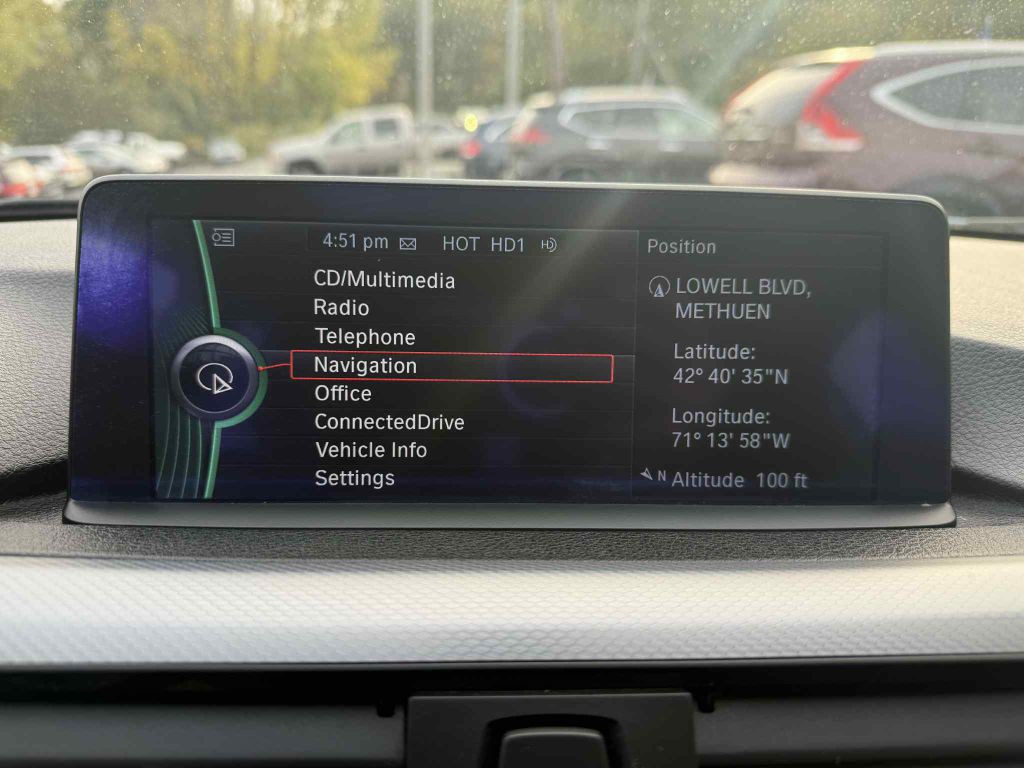 4:51 pm HOT HD1
CD/Multimedia
Radio
Telephone
Navigation
Office
ConnectedDrive
Vehicle Info
Settings
Position
LOWELL BLVD,
METHUEN
Latitude:
42° 40' 35"N
Longitude:
71° 13' 58"W
N Altitude 100 ft